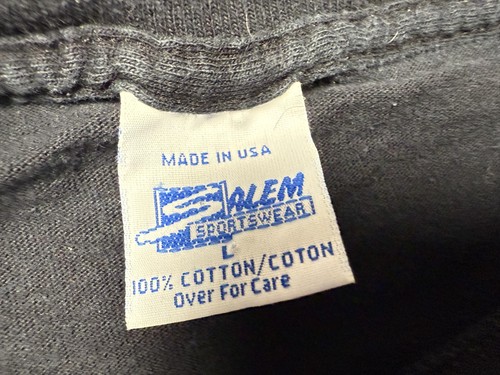 MADE IN USA
SALEM
SPORTSWEAR
L
100% COTTON/COTON
Over For Care